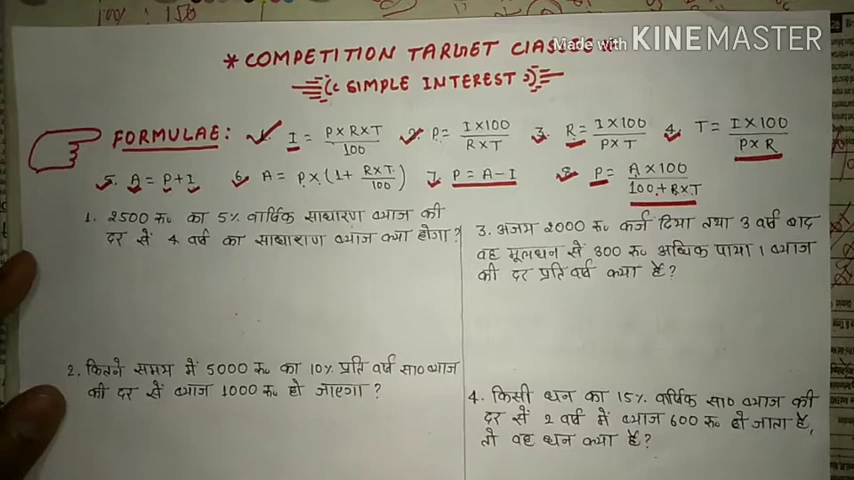 100 : 150
* COMPETITION TARGET CLASSES *
Made with KINEMASTER
(( SIMPLE INTEREST ))
FORMULAE : 1. I = P×R×T/100 2. P = I×100/R×T 3. R = I×100/P×T 4. T = I×100/P×R
5. A = P+I 6. A = P×(1+ R×T/100) 7. P = A-I 8. P = A×100/100+R×T
1. 2500 रु० का 5% वार्षिक साधारण ब्याज की
दर से 4 वर्ष का साधाराण ब्याज क्या होगा?
2. कितने समय में 5000 रु० का 10% प्रति वर्ष सा० ब्याज
की दर से ब्याज 1000 रु० हो जाएगा ?
3. अजय 2000 रु० कर्ज दिया तथा 3 वर्ष बाद
वह मूलधन से 300 रु० अधिक पाया । ब्याज
की दर प्रति वर्ष क्या है ?
4. किसी धन का 15% वार्षिक सा० ब्याज की
दर से 2 वर्ष में ब्याज 600 रु० हो जाता है,
तो वह धन क्या है?